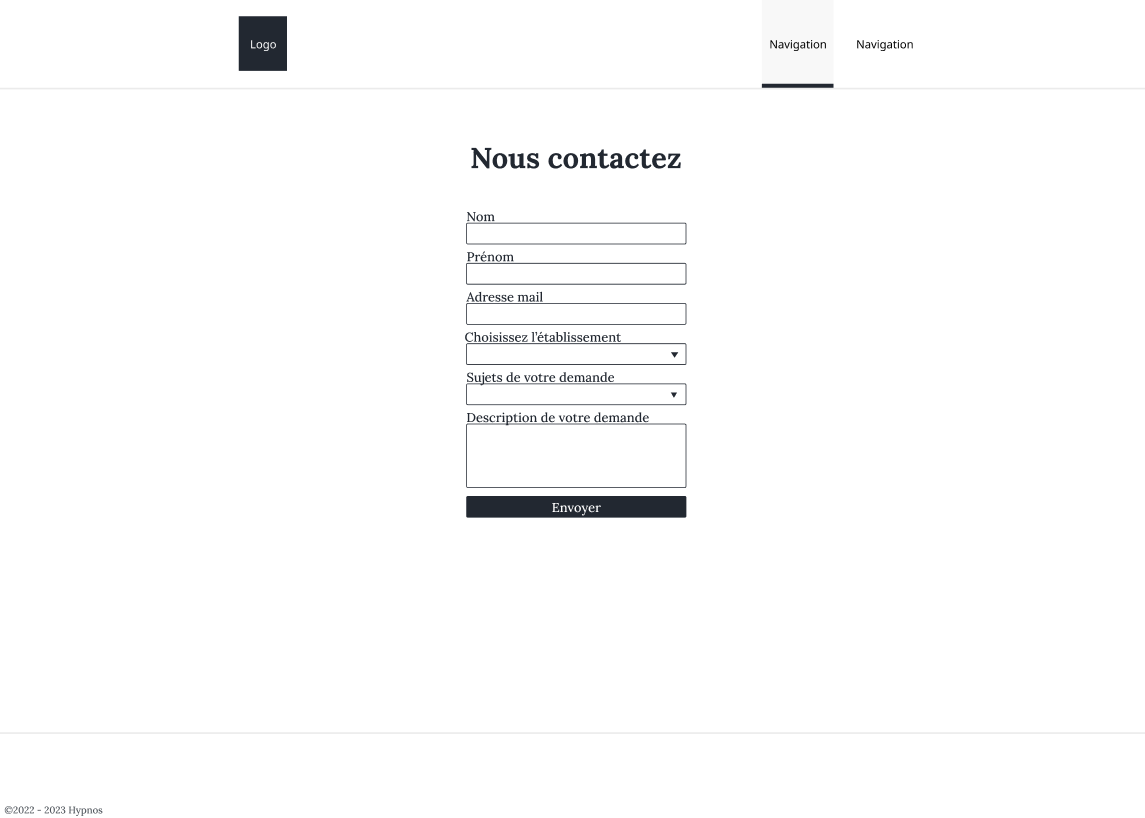 Logo
Navigation
Navigation
Nous contactez
Nom
Prénom
Adresse mail
Choisissez l'établissement
Sujets de votre demande
Description de votre demande
Envoyer
©2022 - 2023 Hypnos